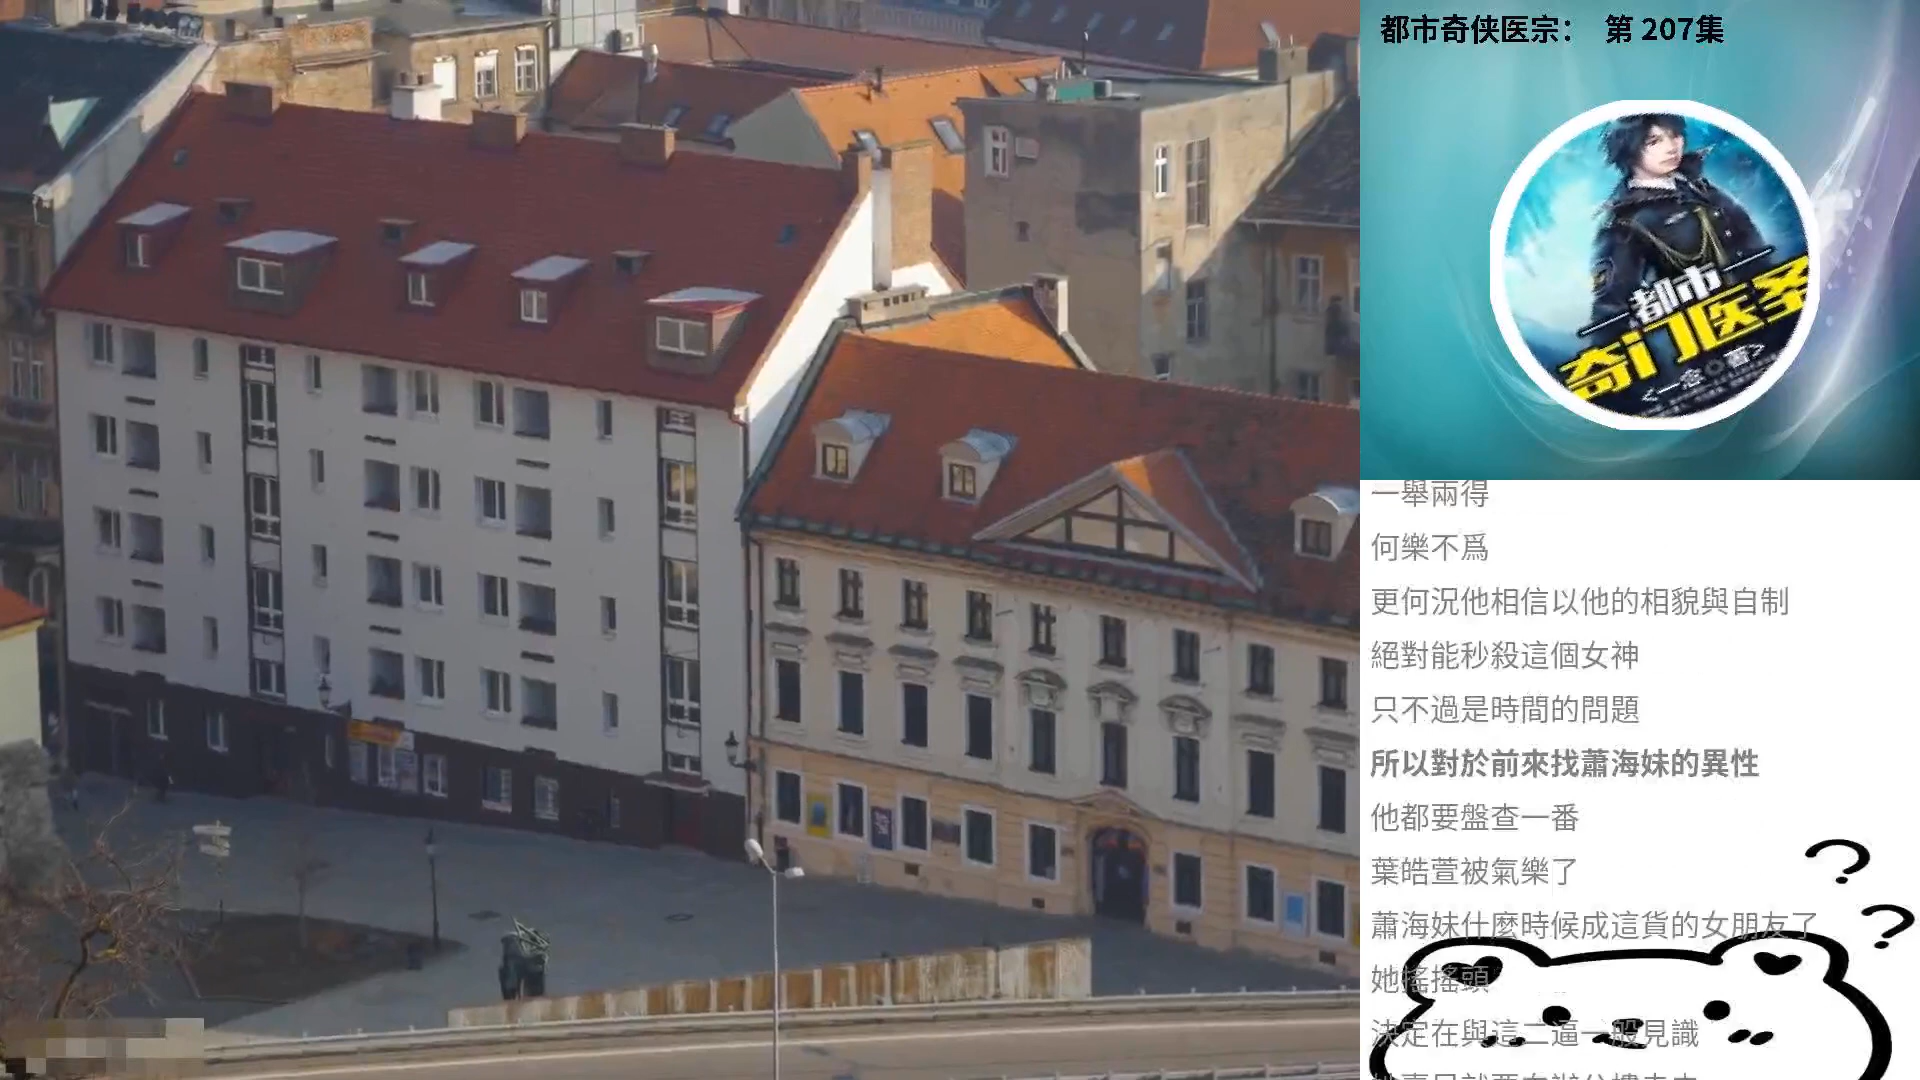 都市奇侠医宗： 第 207集
都市
奇门医圣
一舉兩得
何樂不爲
更何況他相信以他的相貌與自制
絕對能秒殺這個女神
只不過是時間的問題
所以對於前來找蕭海妹的異性
他都要盤查一番
葉皓萱被氣樂了
蕭海妹什麼時候成這貨的女朋友了
她搖搖頭
決定在與這二逼一般見識